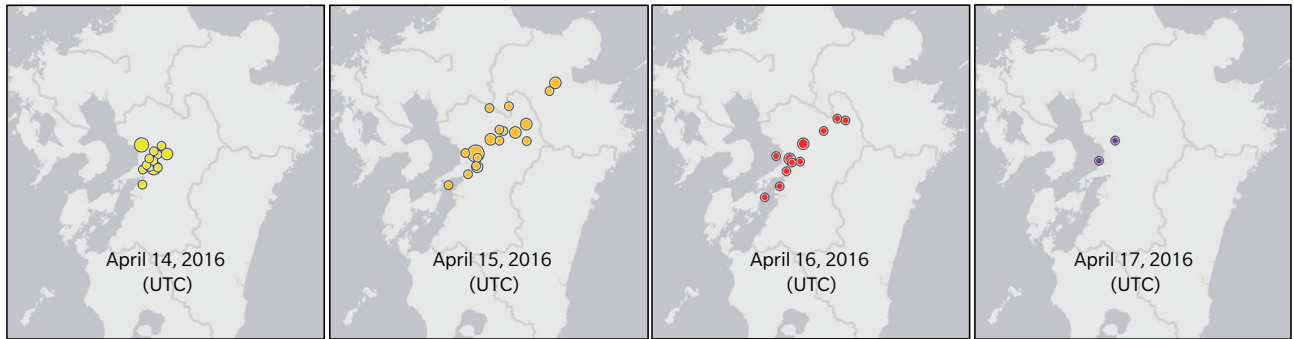 April 14, 2016
(UTC)
April 15, 2016
(UTC)
April 16, 2016
(UTC)
April 17, 2016
(UTC)